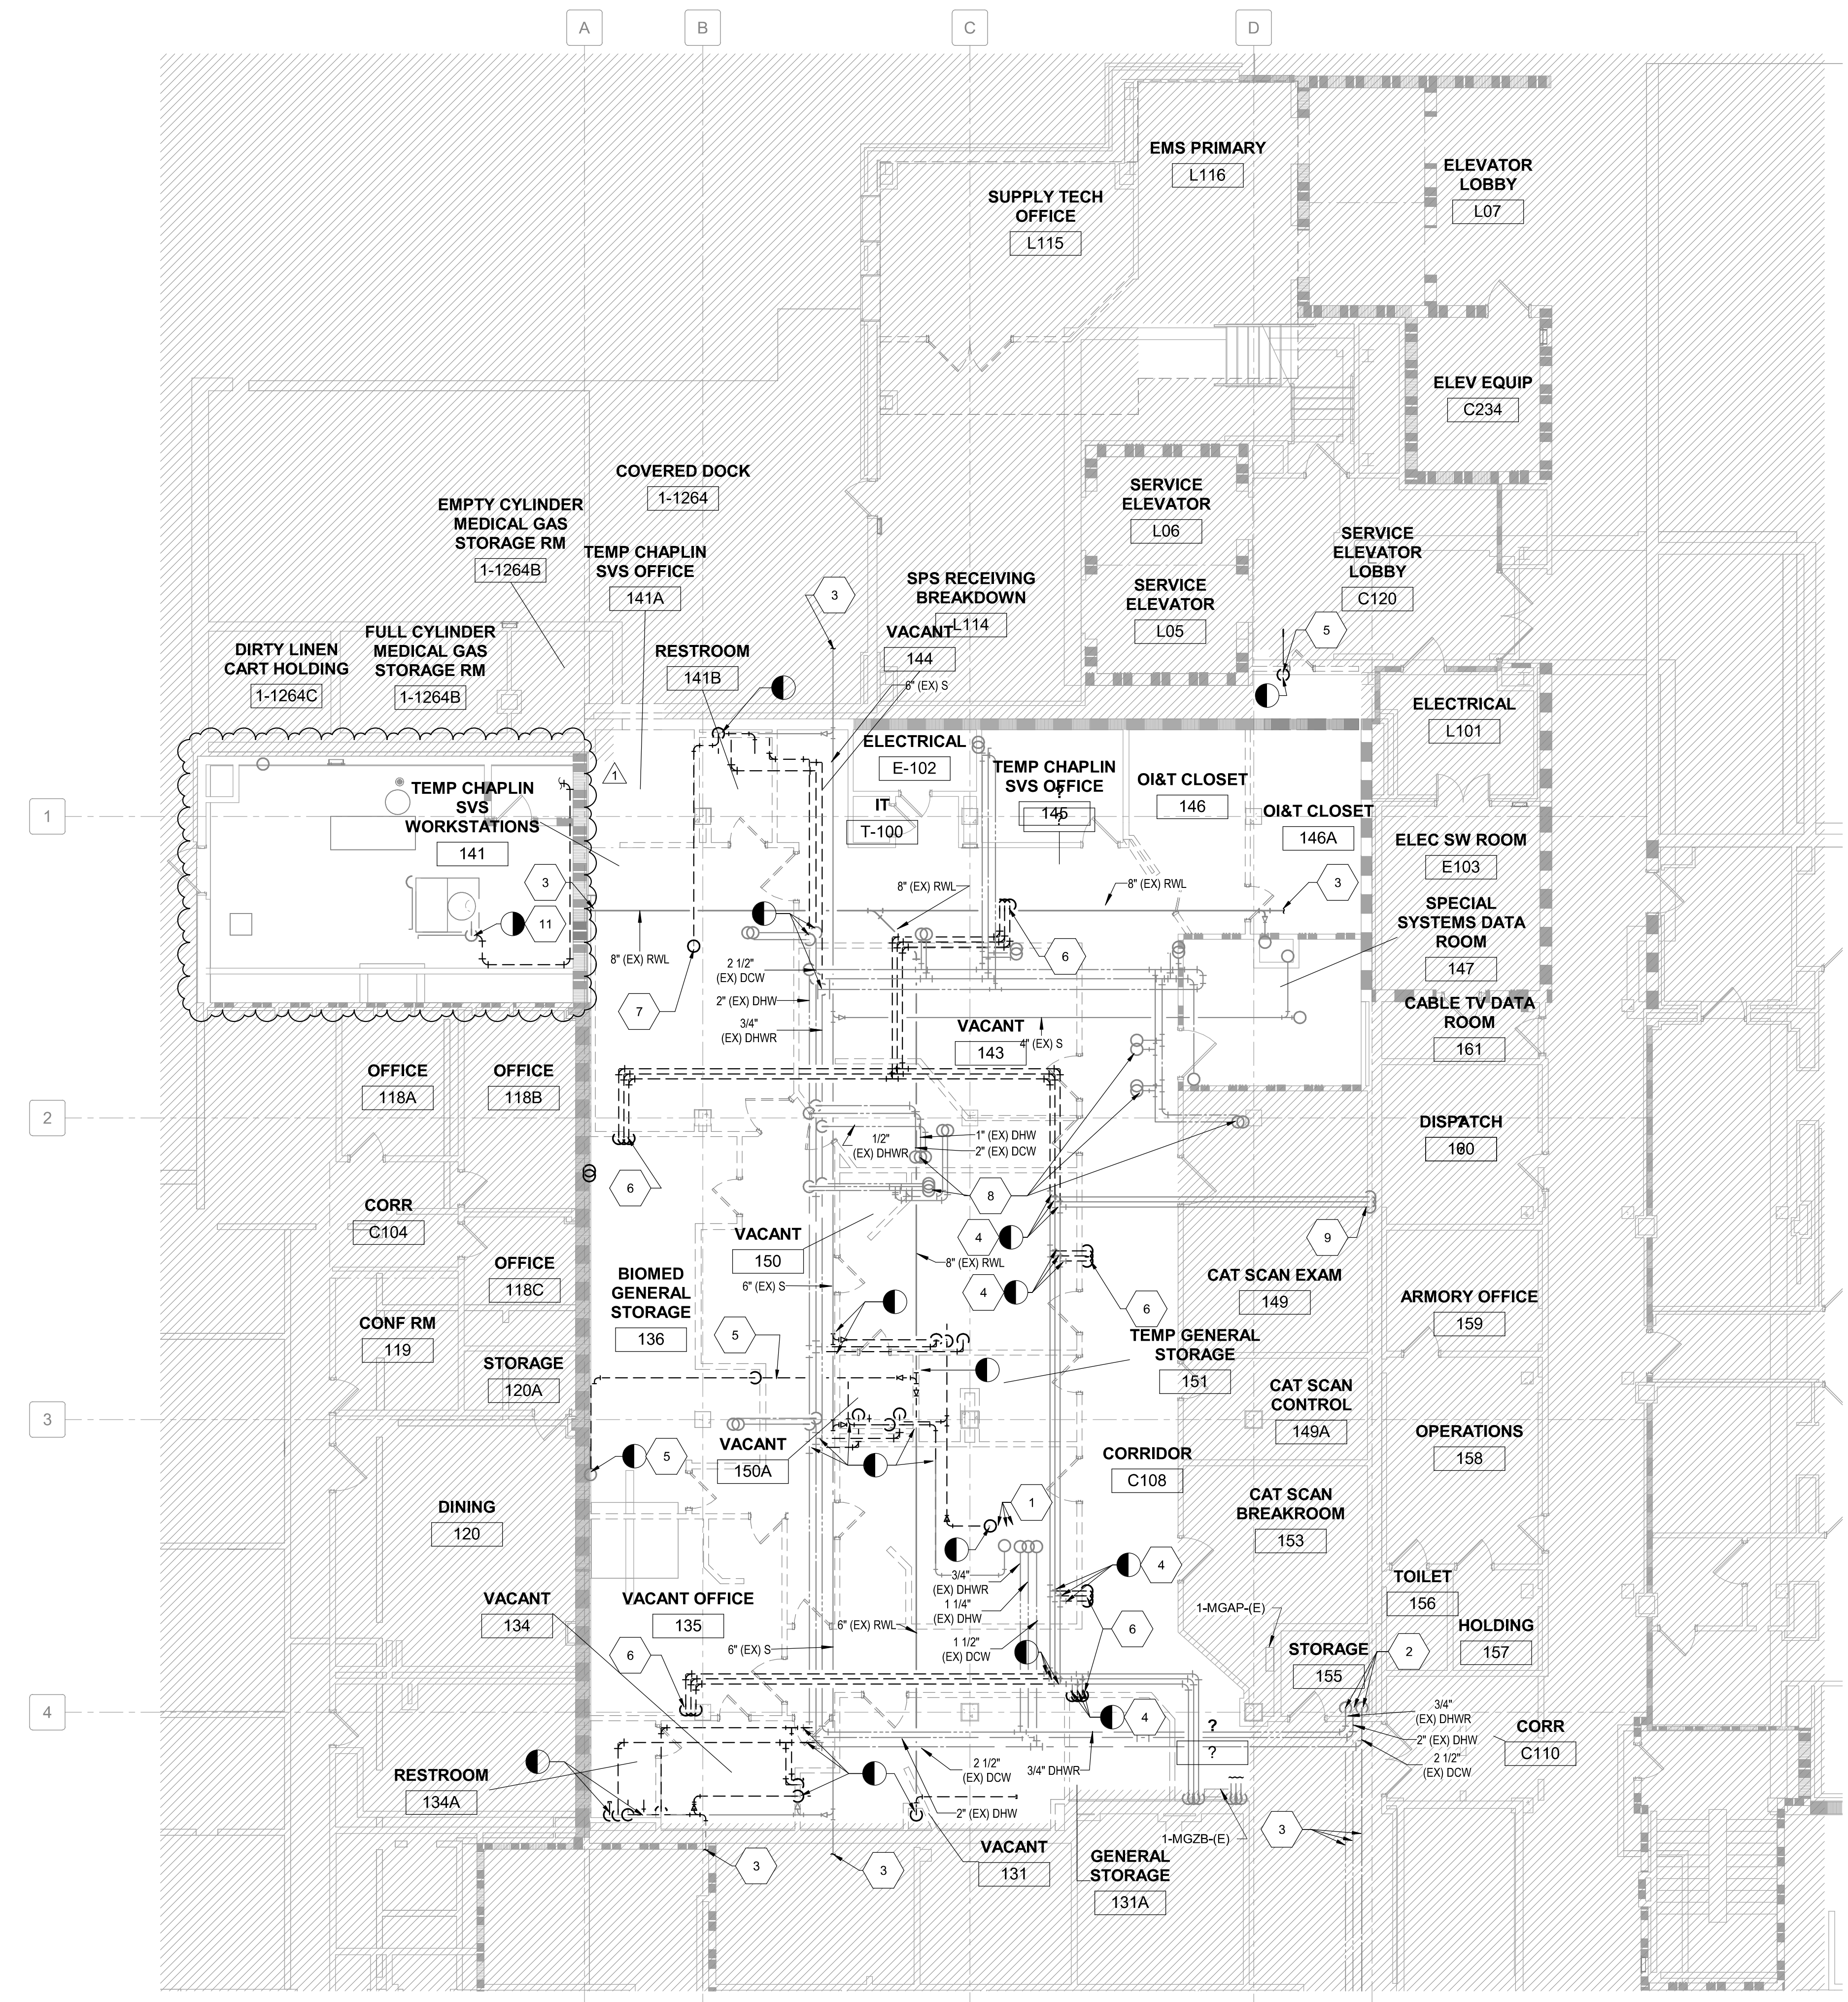 A
B
C
D
EMS PRIMARY
L116
ELEVATOR
LOBBY
L07
SUPPLY TECH
OFFICE
L115
ELEV EQUIP
C234
COVERED DOCK
1-1264
EMPTY CYLINDER
MEDICAL GAS
STORAGE RM
1-1264B
TEMP CHAPLIN
SVS OFFICE
141A
SERVICE
ELEVATOR
L06
SERVICE
ELEVATOR
LOBBY
C120
SPS RECEIVING
BREAKDOWN
L114
SERVICE
ELEVATOR
L05
3
5
DIRTY LINEN
CART HOLDING
1-1264C
FULL CYLINDER
MEDICAL GAS
STORAGE RM
1-1264B
RESTROOM
141B
VACANT
144
6" (EX) S
ELECTRICAL
L101
ELECTRICAL
E-102
1
TEMP CHAPLIN
SVS
WORKSTATIONS
141
TEMP CHAPLIN
SVS OFFICE
145
?
?
OI&T CLOSET
146
OI&T CLOSET
146A
IT
T-100
1
ELEC SW ROOM
E103
3
8" (EX) RWL
8" (EX) RWL
3
11
SPECIAL
SYSTEMS DATA
ROOM
147
8" (EX) RWL
2 1/2"
(EX) DCW
6
7
2" (EX) DHW
3/4"
(EX) DHWR
VACANT
143
4" (EX) S
CABLE TV DATA
ROOM
161
OFFICE
118A
OFFICE
118B
2
1/2"
(EX) DHWR
1" (EX) DHW
2" (EX) DCW
DISPATCH
160
?
?
6
8
CORR
C104
VACANT
150
4
9
8" (EX) RWL
OFFICE
118C
BIOMED
GENERAL
STORAGE
136
6" (EX) S
4
6
CAT SCAN EXAM
149
ARMORY OFFICE
159
CONF RM
119
5
TEMP GENERAL
STORAGE
151
STORAGE
120A
CAT SCAN
CONTROL
149A
3
VACANT
150A
5
CORRIDOR
C108
OPERATIONS
158
DINING
120
1
CAT SCAN
BREAKROOM
153
4
3/4"
(EX) DHWR
1 1/4"
(EX) DHW
TOILET
156
VACANT
134
VACANT OFFICE
135
6" (EX) RWL
1-MGAP-(E)
6
HOLDING
157
6
6" (EX) S
1 1/2"
(EX) DCW
STORAGE
155
2
4
4
3/4"
(EX) DHWR
2" (EX) DHW
2 1/2"
(EX) DCW
CORR
C110
?
?
RESTROOM
134A
2 1/2"
(EX) DCW
3/4" DHWR
2" (EX) DHW
1-MGZB-(E)
3
3
3
VACANT
131
GENERAL
STORAGE
131A